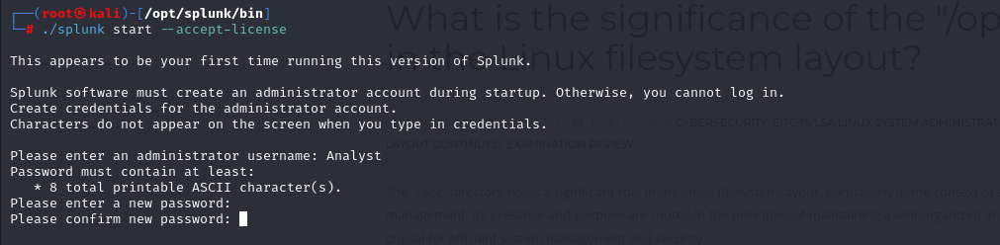 ┌──(root㉿kali)-[/opt/splunk/bin]
└─# ./splunk start --accept-license
This appears to be your first time running this version of Splunk.
Splunk software must create an administrator account during startup. Otherwise, you cannot log in.
Create credentials for the administrator account.
Characters do not appear on the screen when you type in credentials.
Please enter an administrator username: Analyst
Password must contain at least:
* 8 total printable ASCII character(s).
Please enter a new password:
Please confirm new password:
What is the significance of the "/op
in the Linux filesystem layout?
CYBERSECURITY, EITC/IS/LSA LINUX SYSTEM ADMINISTRAT
LAYOUT CONTINUED, EXAMINATION REVIEW
The "/opt" directory holds a significant role in the Linux filesystem layout, particularly in the context of
management. Its presence and purpose are rooted in the principles of maintaining a well-organized an
crucial for efficient system management and security.